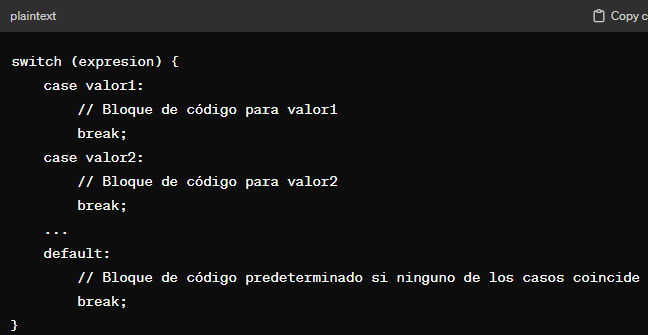 plaintext
Copy c
switch (expresion) {
    case valor1:
        // Bloque de código para valor1
        break;
    case valor2:
        // Bloque de código para valor2
        break;
    ...
    default:
        // Bloque de código predeterminado si ninguno de los casos coincide
        break;
}